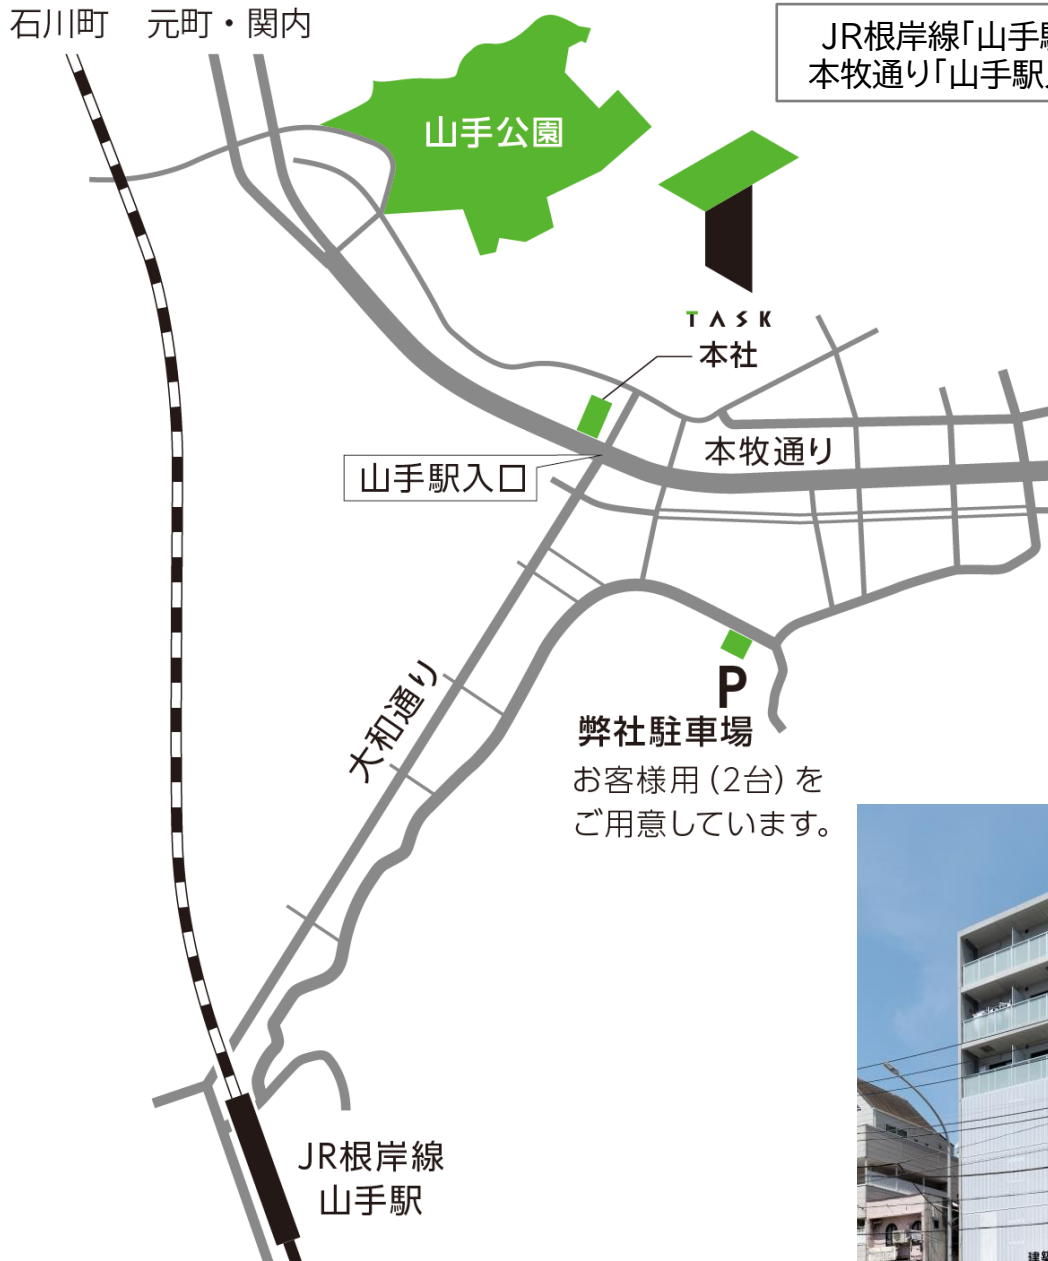 石川町 元町・関内
JR根岸線「山手
本牧通り「山手駅
山手公園
TASK
本社
本牧通り
山手駅入口
大和通り
P
弊社駐車場
お客様用(2台)を
ご用意しています。
JR根岸線
山手駅
建築